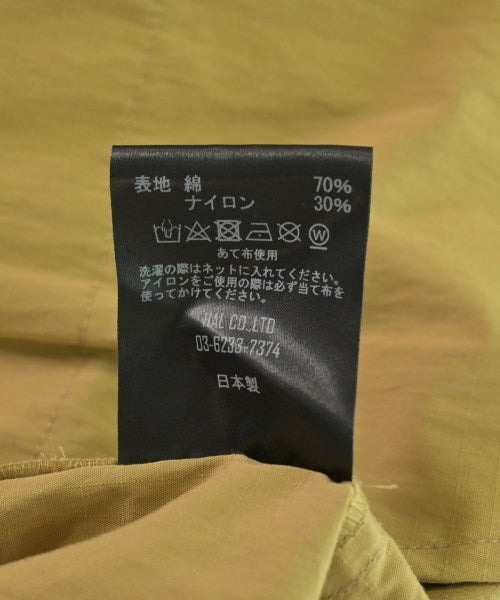 表地 綿 70%
ナイロン 30%
あて布使用
洗濯の際はネットに入れてください。
アイロンをご使用の際は必ず当て布を
使ってかけてください。
UAL CO.,LTD
03-6233-7374
日本製